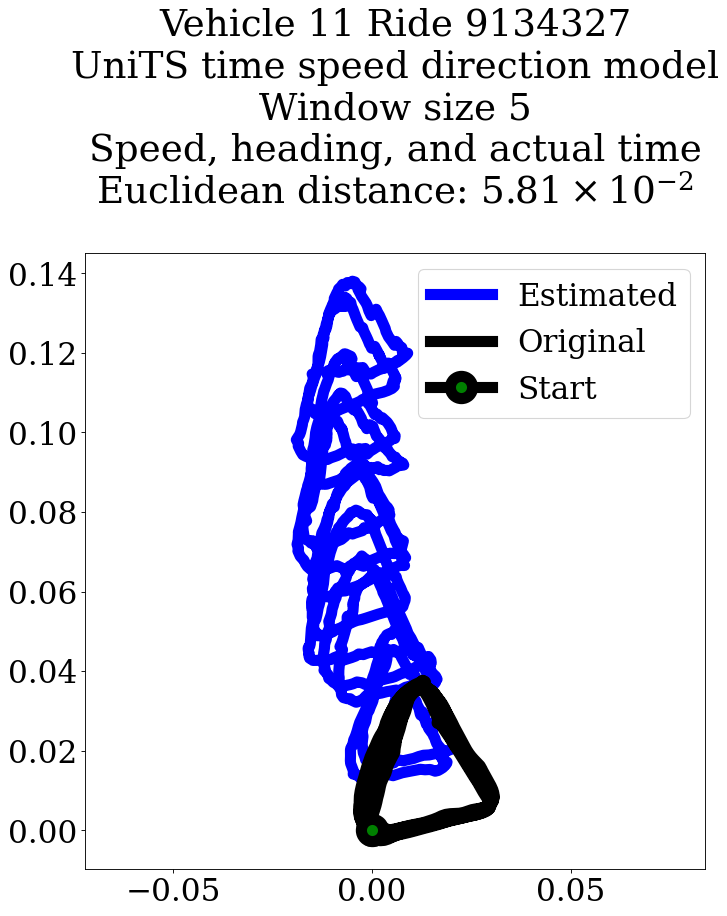 Vehicle 11 Ride 9134327
UniTS time speed direction model
Window size 5
Speed, heading, and actual time
Euclidean distance: 5.81 × 10⁻²
0.14
0.12
0.10
0.08
0.06
0.04
0.02
0.00
Estimated
Original
Start
−0.05 0.00 0.05